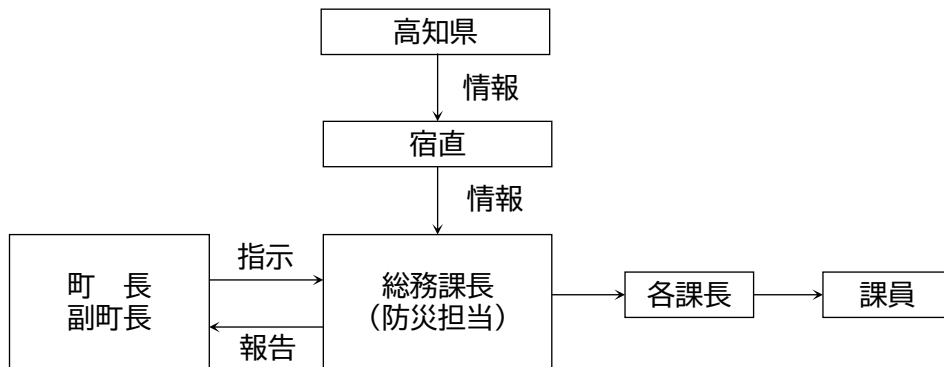 高知県
情報
宿直
情報
町　長
副町長
指示
報告
総務課長
（防災担当）
各課長
課員